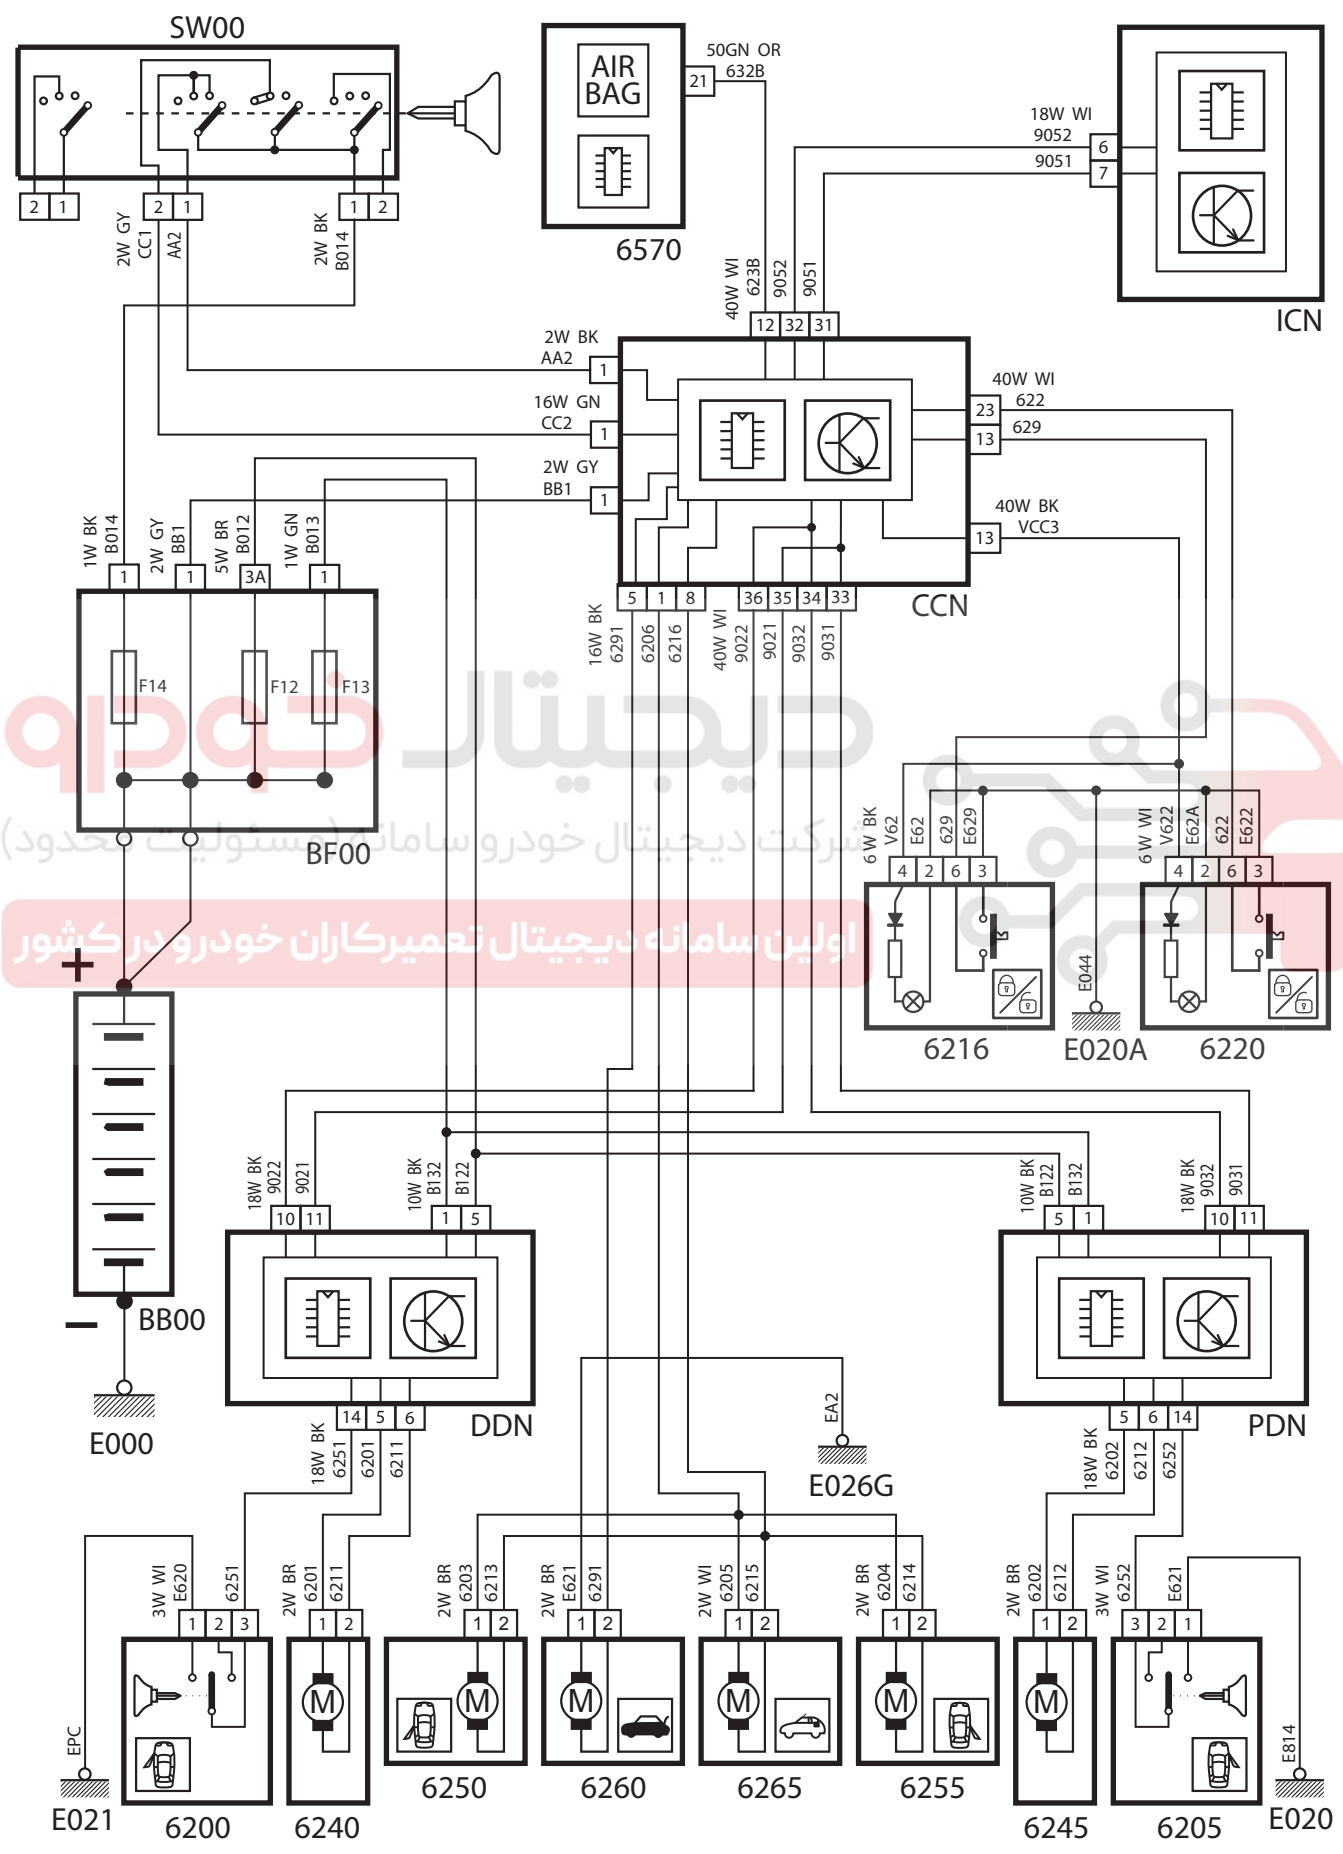 SW00
2 1
2 1
1 2
2W GY
CC1
AA2
2W BK
B014
AIR
BAG
21
50GN OR
632B
6570
18W WI
9052
9051
6
7
ICN
40W WI
623B
9052
9051
12 32 31
2W BK
AA2
1
16W GN
CC2
1
2W GY
BB1
1
40W WI
23 622
13 629
40W BK
13 VCC3
CCN
5 1 8 36 35 34 33
16W BK
6291
6206
6216
40W WI
9022
9021
9032
9031
1W BK
B014
2W GY
BB1
5W BR
B012
1W GN
B013
1 1 3A 1
F14 F12 F13
BF00
دیجیتال خودرو
شرکت دیجیتال خودرو سامانه (مسئولیت محدود)
اولین سامانه دیجیتال تعمیرکاران خودرو در کشور
6 W BK
V62
E62
629
E629
4 2 6 3
6216
E044
E020A
6 W WI
V622
E62A
622
E622
4 2 6 3
6220
+
BB00
−
E000
18W BK
9022
9021
10W BK
B132
B122
10 11 1 5
DDN
14 5 6
18W BK
6251
6201
6211
10W BK
B122
B132
18W BK
9032
9031
5 1 10 11
PDN
5 6 14
18W BK
6202
6212
6252
EA2
E026G
EPC
E021
3W WI
E620
6251
1 2 3
6200
2W BR
6201
6211
1 2
M
6240
2W BR
6203
6213
1 2
M
6250
2W BR
E621
6291
1 2
M
6260
2W WI
6205
6215
1 2
M
6265
2W BR
6204
6214
1 2
M
6255
2W BR
6202
6212
1 2
M
6245
3W WI
6252
E621
3 2 1
6205
E814
E020